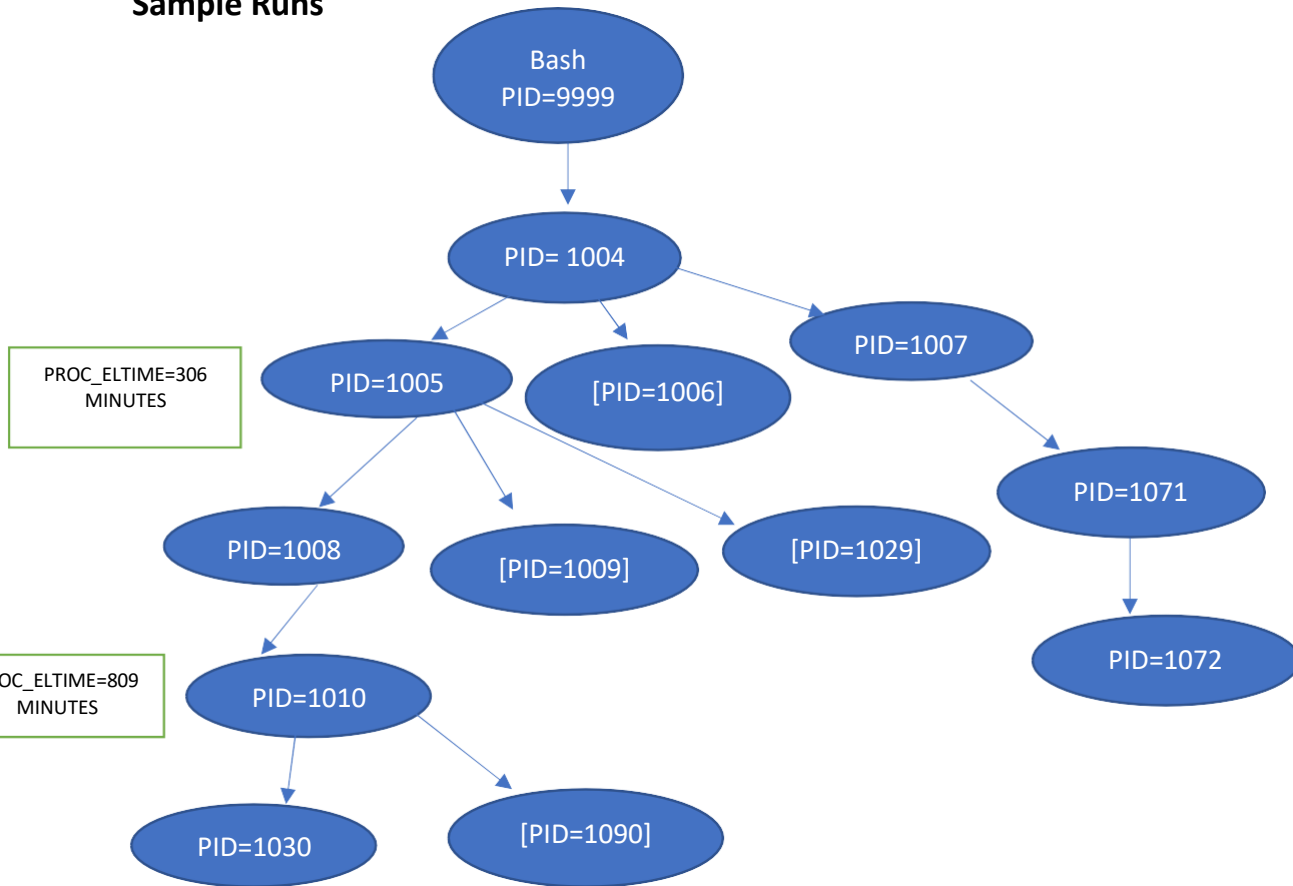 Sample Runs
Bash
PID=9999
PID= 1004
PID=1007
PROC_ELTIME=306
MINUTES
PID=1005
[PID=1006]
PID=1071
PID=1008
[PID=1009]
[PID=1029]
PID=1072
OC_ELTIME=809
MINUTES
PID=1010
PID=1030
[PID=1090]